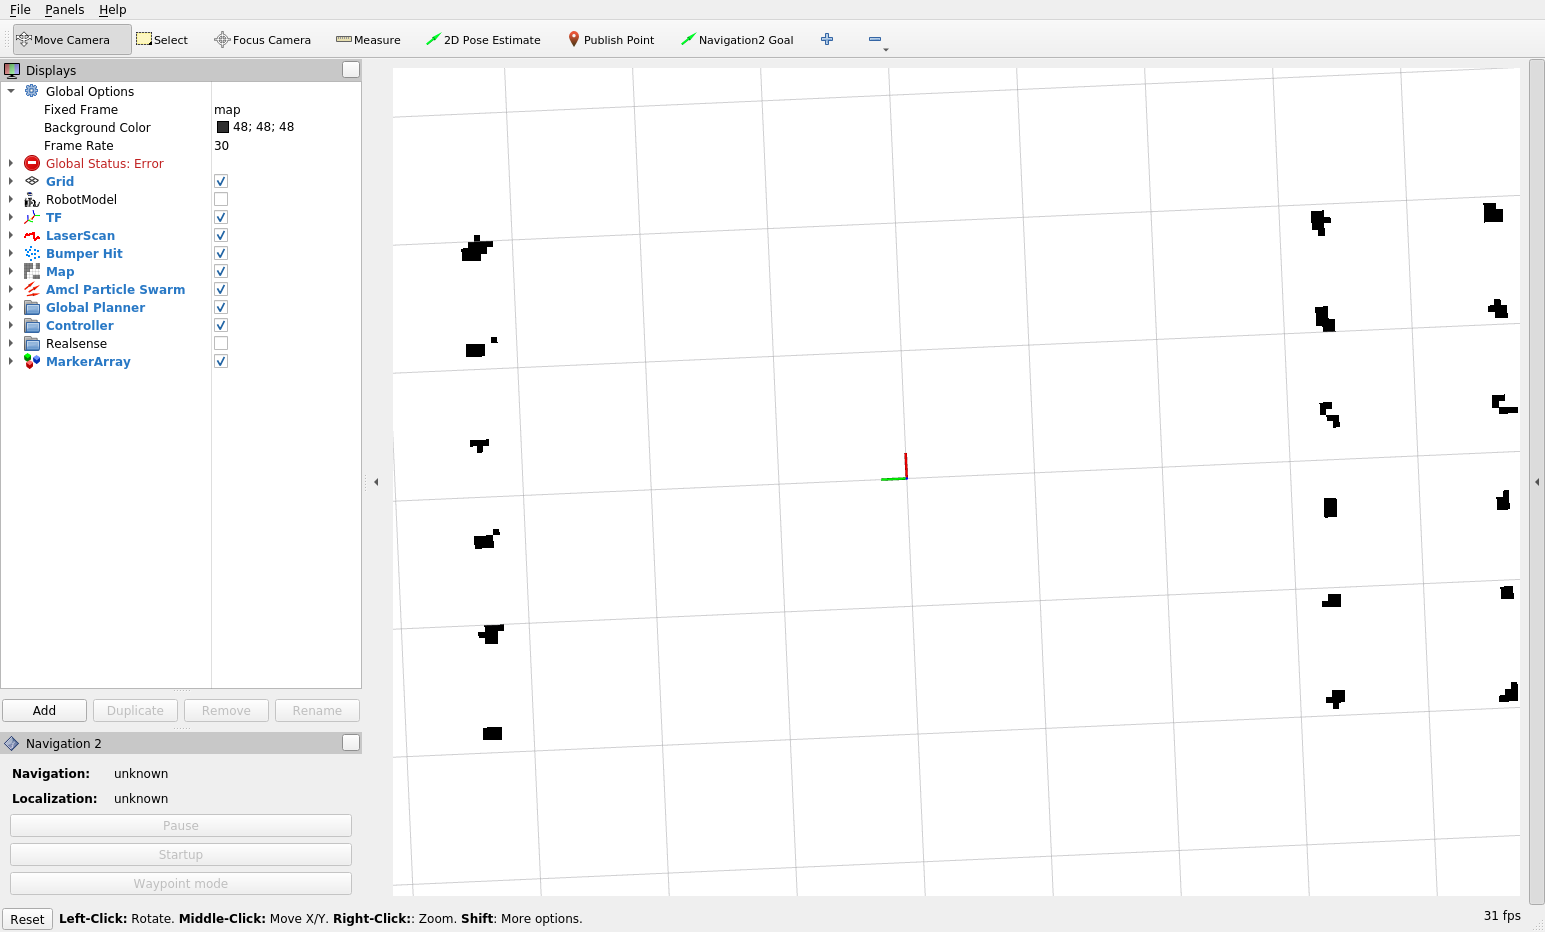 File Panels Help
Move Camera Select Focus Camera Measure 2D Pose Estimate Publish Point Navigation2 Goal
Displays
Global Options
Fixed Frame map
Background Color 48; 48; 48
Frame Rate 30
Global Status: Error
Grid
RobotModel
TF
LaserScan
Bumper Hit
Map
Amcl Particle Swarm
Global Planner
Controller
Realsense
MarkerArray
Add Duplicate Remove Rename
Navigation 2
Navigation: unknown
Localization: unknown
Pause
Startup
Waypoint mode
Reset Left-Click: Rotate. Middle-Click: Move X/Y. Right-Click:: Zoom. Shift: More options. 31 fps